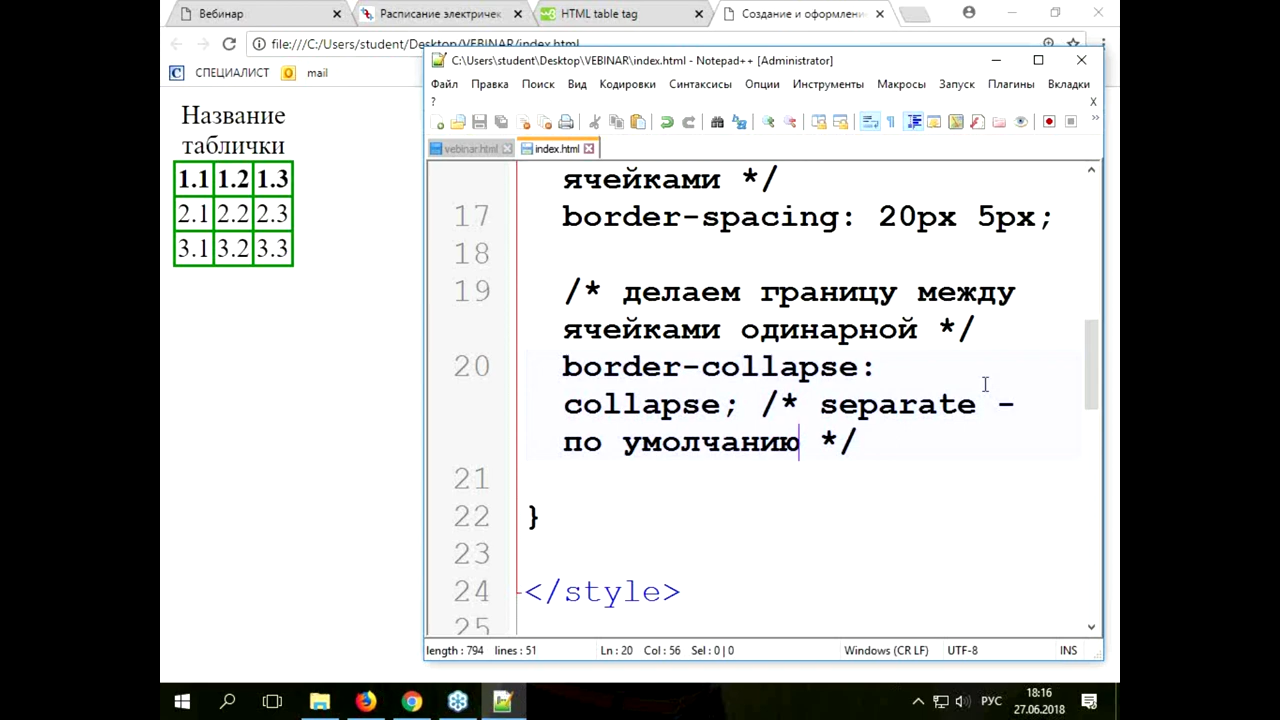 Вебинар
Расписание электричек
HTML table tag
Создание и оформлени
file:///C:/Users/student/Desktop/VEBINAR/index.html
СПЕЦИАЛИСТ
mail
Название
таблички
1.1 1.2 1.3
2.1 2.2 2.3
3.1 3.2 3.3
C:\Users\student\Desktop\VEBINAR\index.html - Notepad++ [Administrator]
Файл Правка Поиск Вид Кодировки Синтаксисы Опции Инструменты Макросы Запуск Плагины Вкладки
? X
vebinar.html index.html
ячейками */
17 border-spacing: 20px 5px;
18
19 /* делаем границу между
ячейками одинарной */
20 border-collapse:
collapse; /* separate -
по умолчанию */
21
22 }
23
24 </style>
25
length : 794 lines : 51 Ln : 20 Col : 56 Sel : 0 | 0 Windows (CR LF) UTF-8 INS
РУС
18:16
27.06.2018